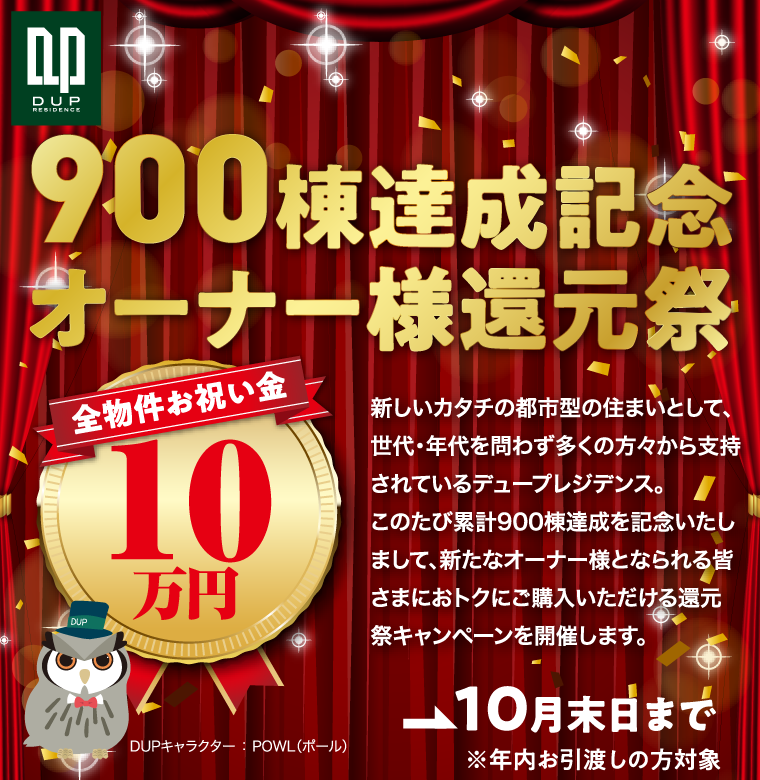 DUP
RESIDENCE
900棟達成記念
オーナー様還元祭
全物件お祝い金
10
万円
新しいカタチの都市型の住まいとして、
世代・年代を問わず多くの方々から支持
されているデュープレジデンス。
このたび累計900棟達成を記念いたし
まして、新たなオーナー様となられる皆
さまにおトクにご購入いただける還元
祭キャンペーンを開催します。
DUP
DUPキャラクター：POWL（ポール）
10月末日まで
※年内お引渡しの方対象